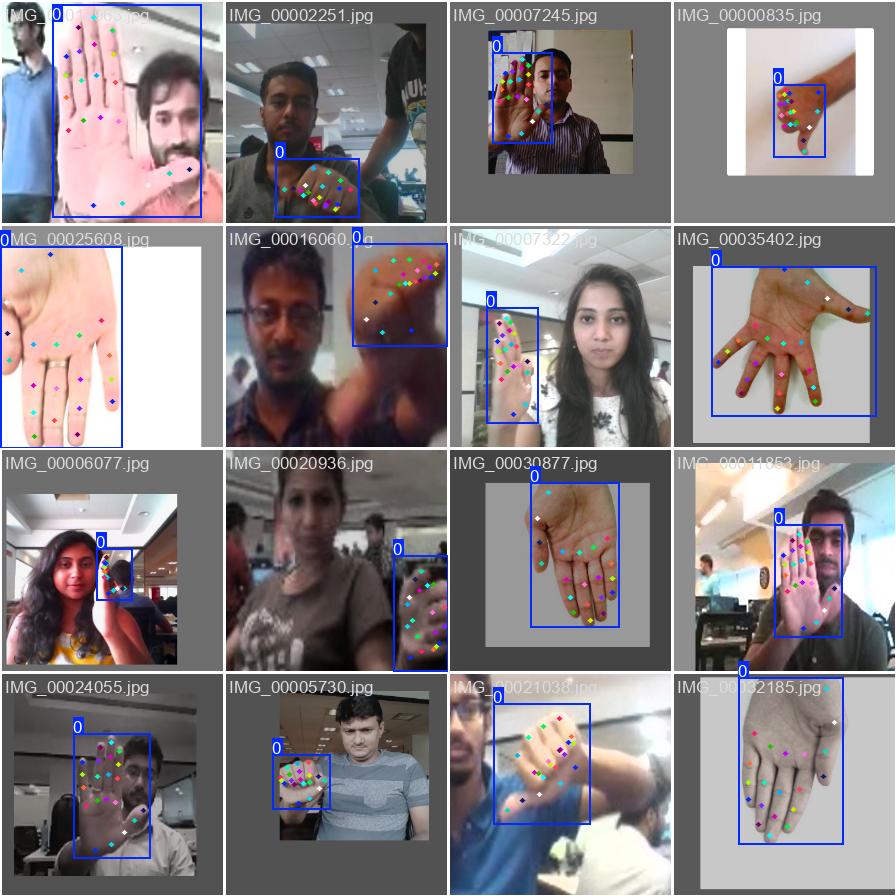 0
IMG_00002251.jpg
IMG_00007245.jpg
IMG_00000835.jpg
0
0
0
IMG_00025608.jpg
IMG_00016060.jpg
IMG_00007322.jpg
IMG_00035402.jpg
0
0
0
0
IMG_00006077.jpg
IMG_00020936.jpg
IMG_00030877.jpg
IMG_00011853.jpg
0
0
0
0
IMG_00024055.jpg
IMG_00005730.jpg
IMG_00021038.jpg
IMG_00032185.jpg
0
0
0
0